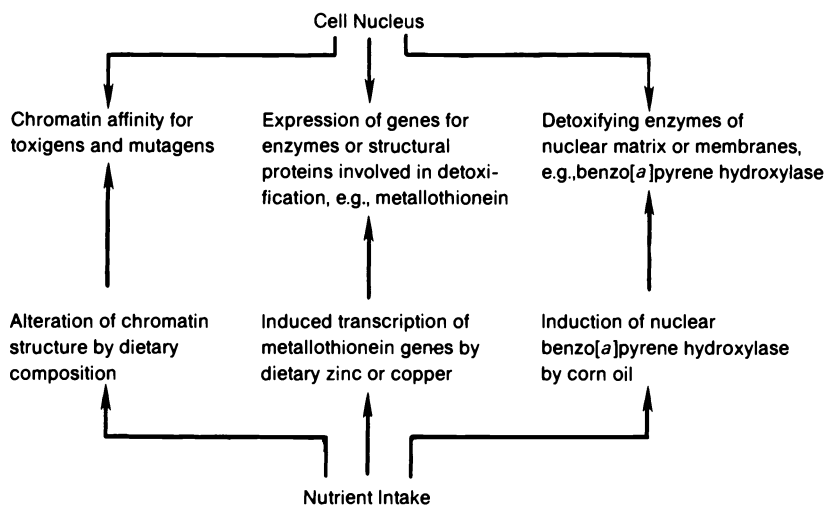 Cell Nucleus
Chromatin affinity for
toxigens and mutagens
Expression of genes for
enzymes or structural
proteins involved in detoxi-
fication, e.g., metallothionein
Detoxifying enzymes of
nuclear matrix or membranes,
e.g.,benzo[a]pyrene hydroxylase
Alteration of chromatin
structure by dietary
composition
Induced transcription of
metallothionein genes by
dietary zinc or copper
Induction of nuclear
benzo[a]pyrene hydroxylase
by corn oil
Nutrient Intake